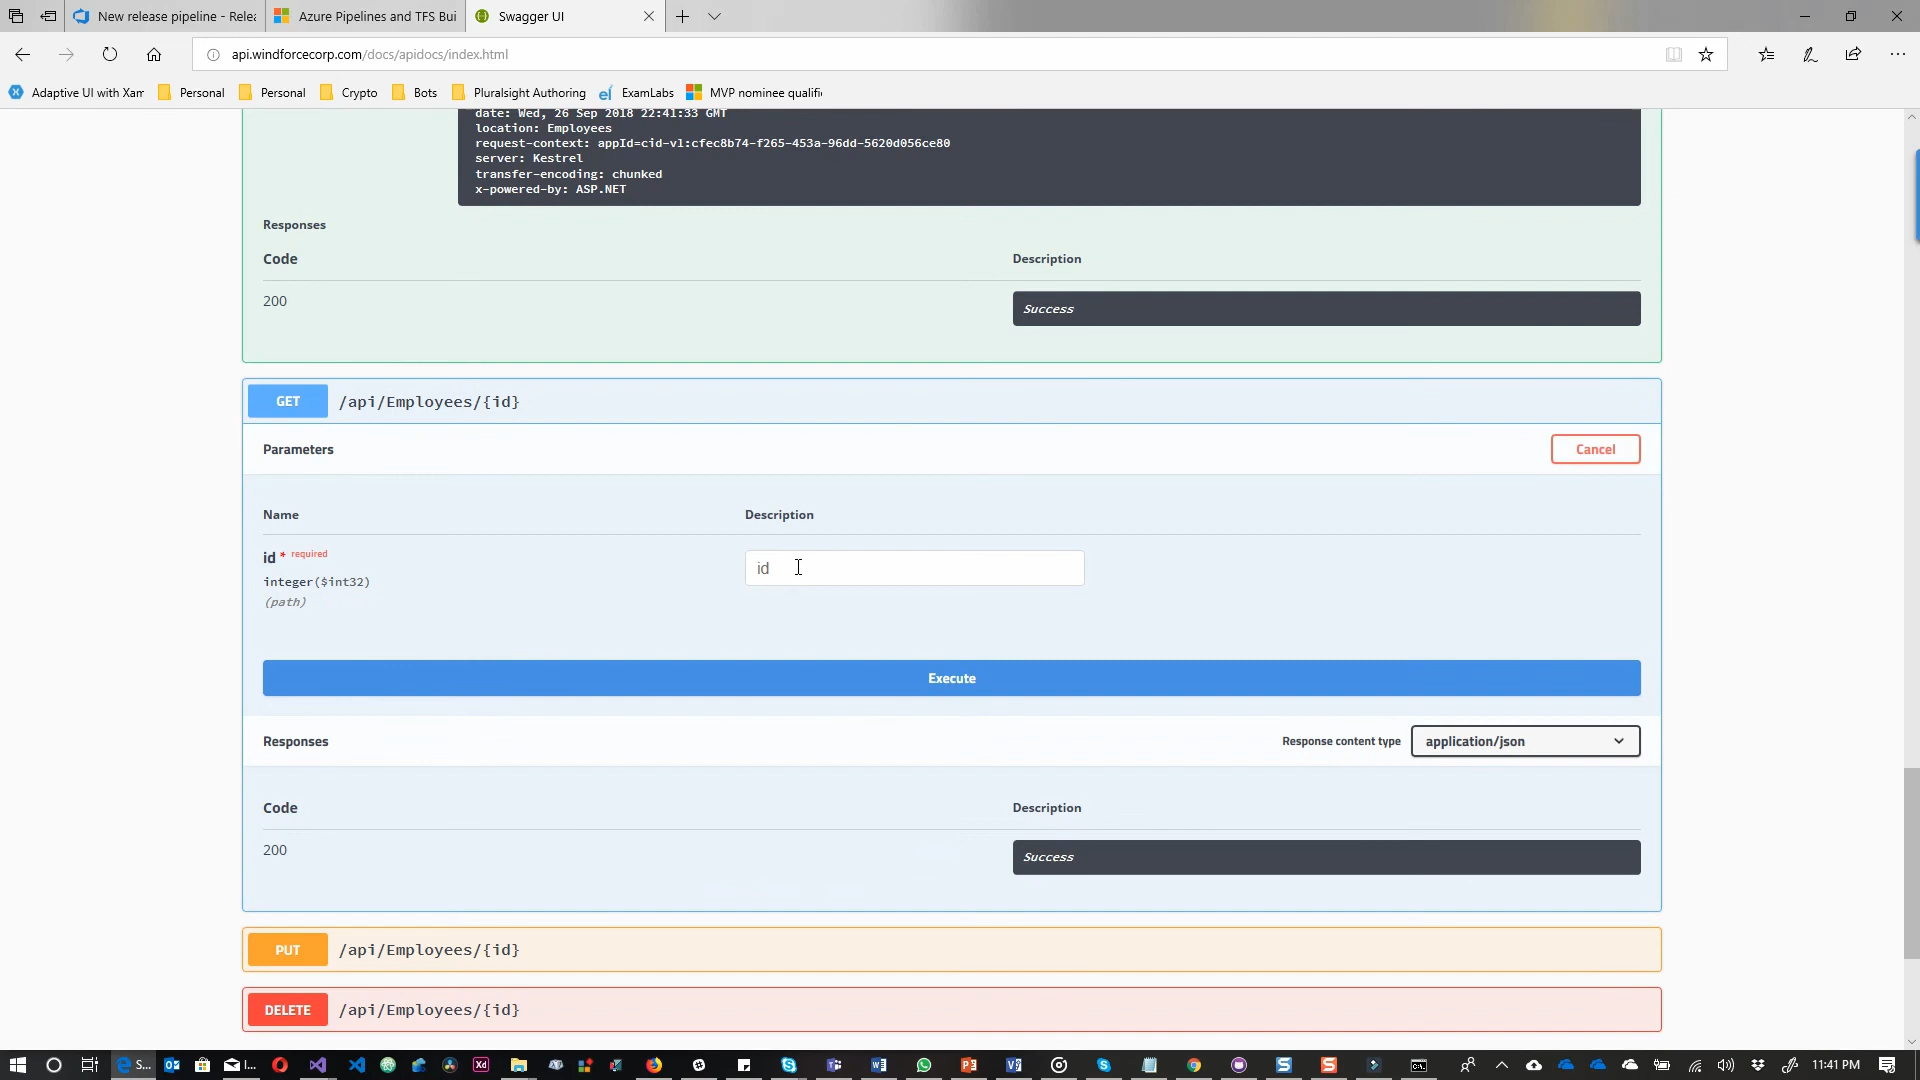 New release pipeline - Relea
Azure Pipelines and TFS Bui
Swagger UI
api.windforcecorp.com/docs/apidocs/index.html
Adaptive UI with Xam
Personal
Personal
Crypto
Bots
Pluralsight Authoring
ExamLabs
MVP nominee qualific
date: Wed, 26 Sep 2018 22:41:33 GMT
location: Employees
request-context: appId=cid-v1:cfec8b74-f265-453a-96dd-5620d056ce80
server: Kestrel
transfer-encoding: chunked
x-powered-by: ASP.NET
Responses
Code Description
200 Success
GET /api/Employees/{id}
Parameters Cancel
Name Description
id * required
id
integer($int32)
(path)
Execute
Responses Response content type application/json
Code Description
200 Success
PUT /api/Employees/{id}
DELETE /api/Employees/{id}
S... I... 11:41 PM